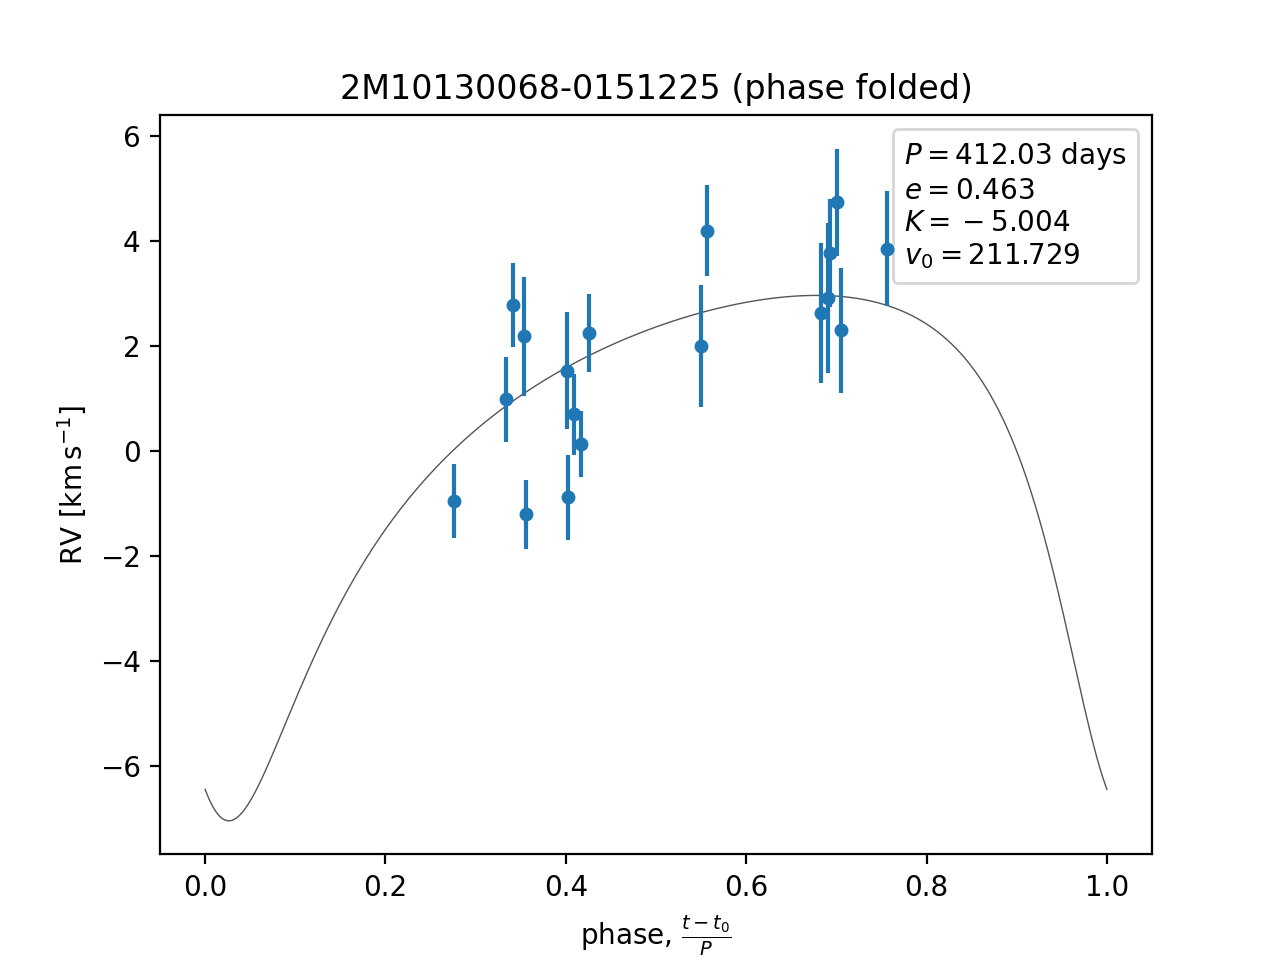 2M10130068-0151225 (phase folded)
P = 412.03 days
e = 0.463
K = −5.004
v₀ = 211.729
6
4
2
0
−2
−4
−6
RV [km s⁻¹]
0.0 0.2 0.4 0.6 0.8 1.0
phase, (t − t₀)/P